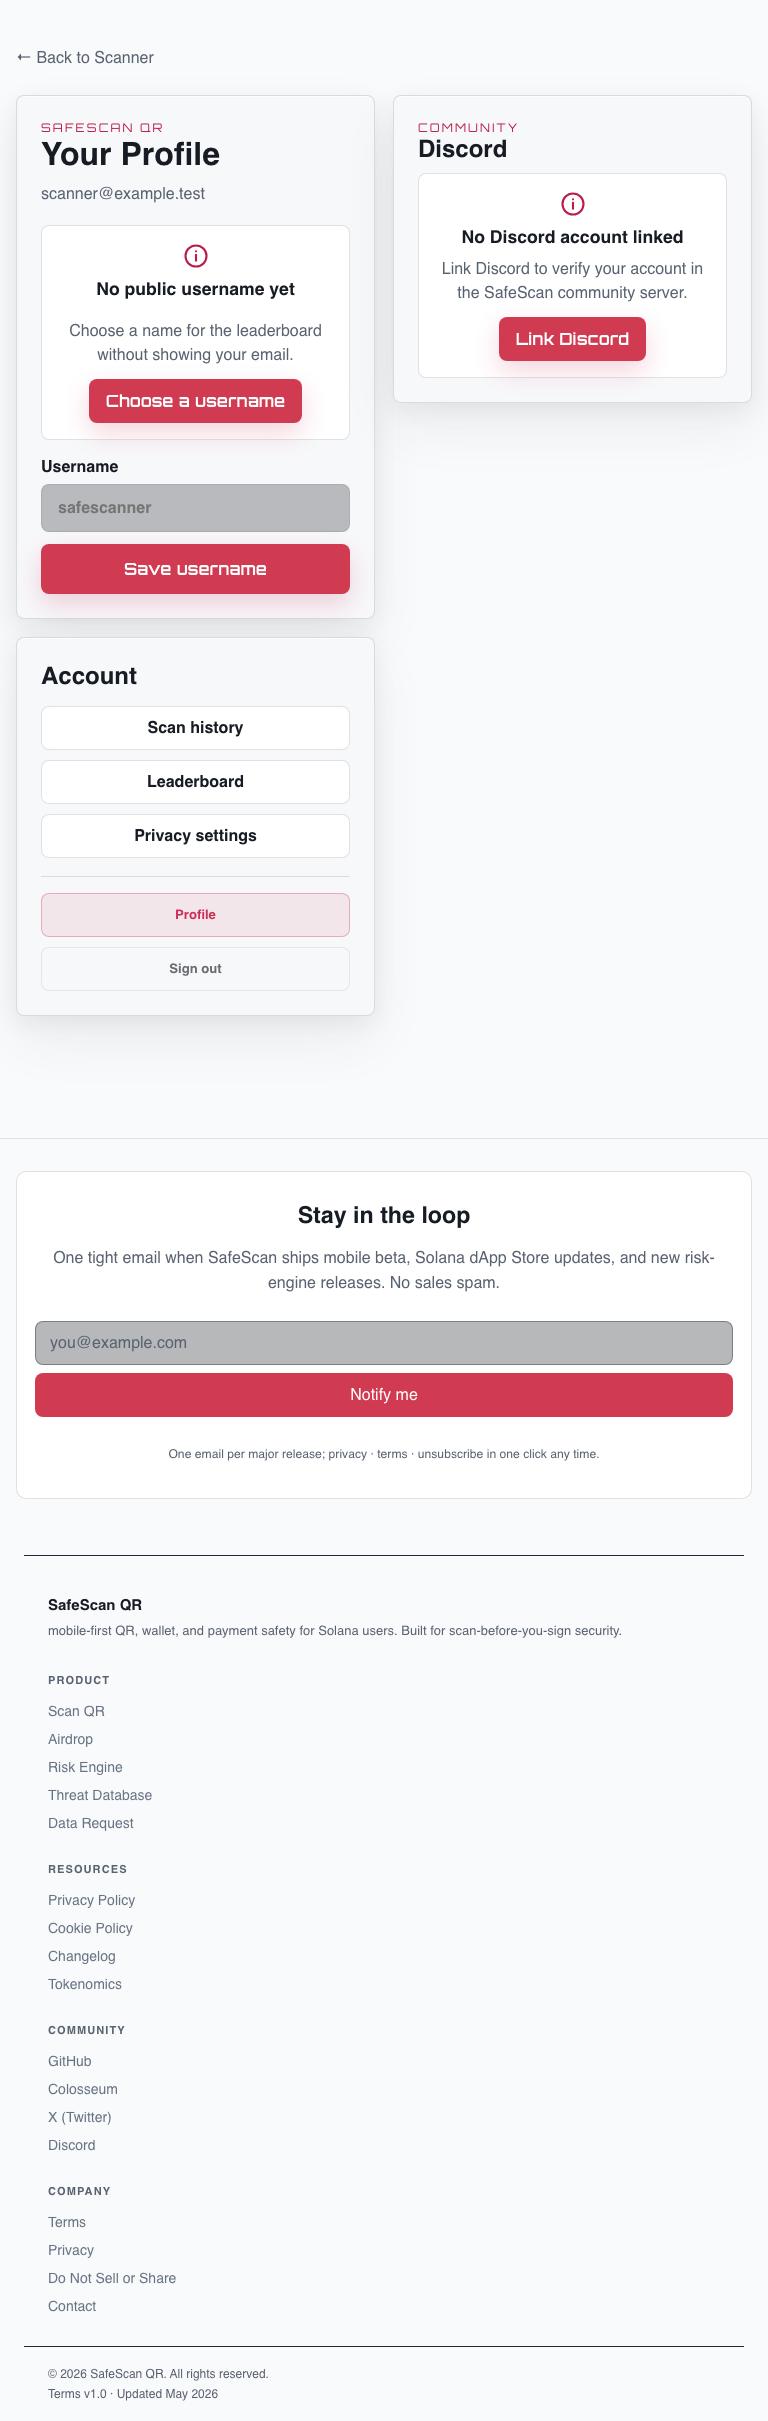 ← Back to Scanner
SAFESCAN QR
Your Profile
scanner@example.test
No public username yet
Choose a name for the leaderboard
without showing your email.
Choose a username
Username
safescanner
Save username
COMMUNITY
Discord
No Discord account linked
Link Discord to verify your account in
the SafeScan community server.
Link Discord
Account
Scan history
Leaderboard
Privacy settings
Profile
Sign out
Stay in the loop
One tight email when SafeScan ships mobile beta, Solana dApp Store updates, and new risk-
engine releases. No sales spam.
you@example.com
Notify me
One email per major release; privacy · terms · unsubscribe in one click any time.
SafeScan QR
mobile-first QR, wallet, and payment safety for Solana users. Built for scan-before-you-sign security.
PRODUCT
Scan QR
Airdrop
Risk Engine
Threat Database
Data Request
RESOURCES
Privacy Policy
Cookie Policy
Changelog
Tokenomics
COMMUNITY
GitHub
Colosseum
X (Twitter)
Discord
COMPANY
Terms
Privacy
Do Not Sell or Share
Contact
© 2026 SafeScan QR. All rights reserved.
Terms v1.0 · Updated May 2026